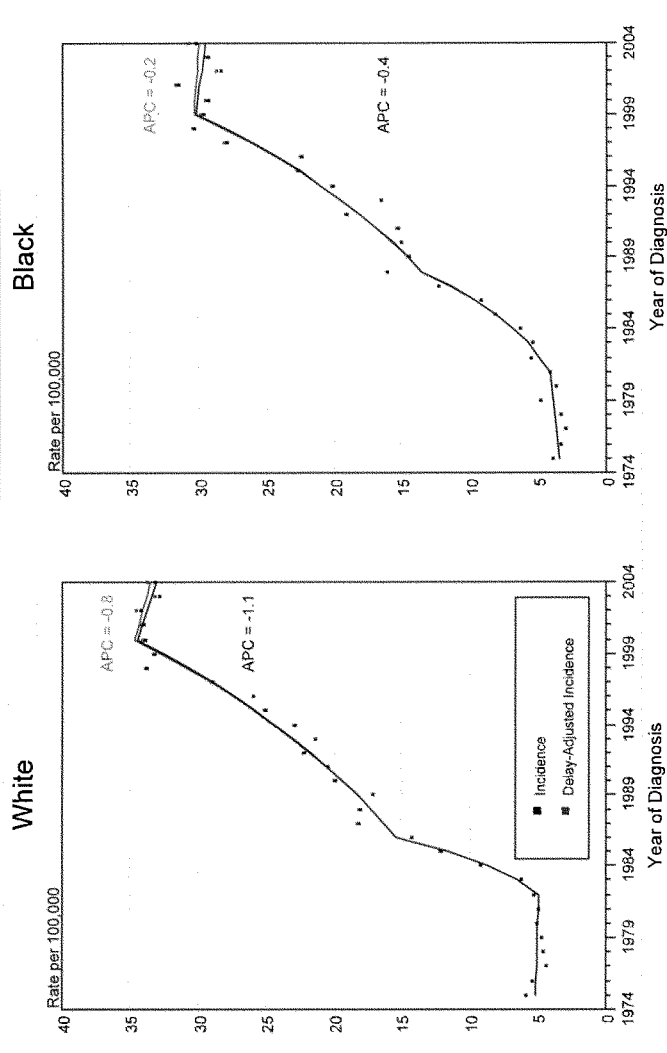 White
Rate per 100,000
40
35
30
25
20
15
10
5
0
APC = -0.8
APC = -1.1
Incidence
Delay-Adjusted Incidence
1974 1979 1984 1989 1994 1999 2004
Year of Diagnosis
Black
Rate per 100,000
40
35
30
25
20
15
10
5
0
APC = -0.2
APC = -0.4
1974 1979 1984 1989 1994 1999 2004
Year of Diagnosis